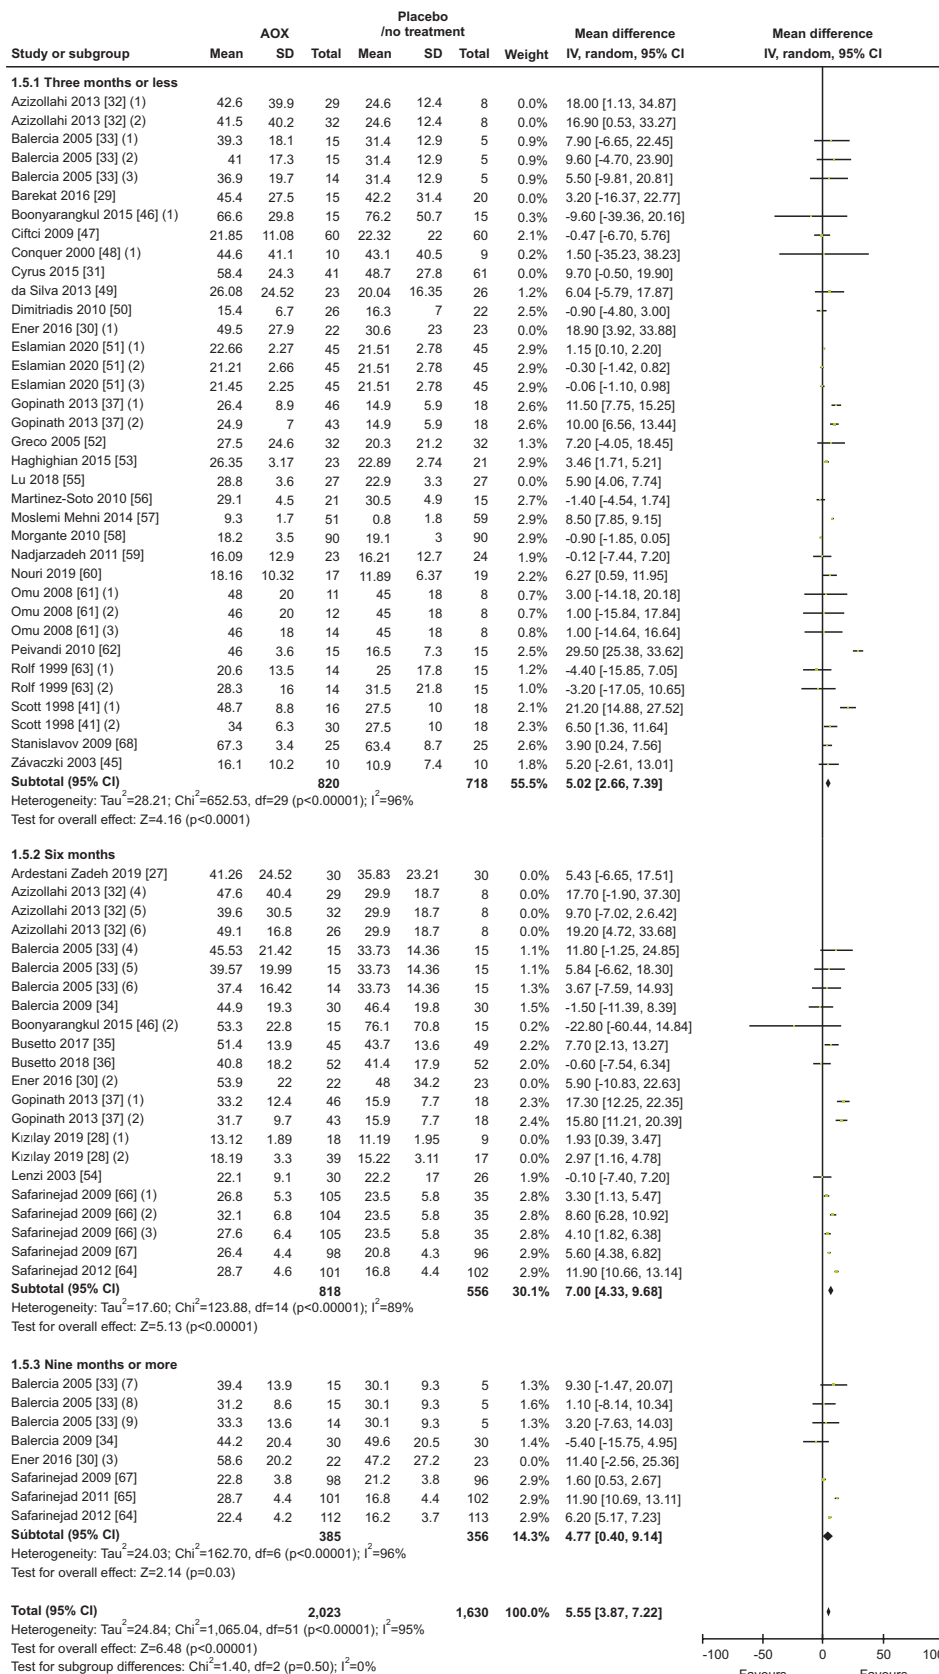 Placebo
AOX /no treatment Mean difference Mean difference
Study or subgroup Mean SD Total Mean SD Total Weight IV, random, 95% CI IV, random, 95% CI
1.5.1 Three months or less
Azizollahi 2013 [32] (1) 42.6 39.9 29 24.6 12.4 8 0.0% 18.00 [1.13, 34.87]
Azizollahi 2013 [32] (2) 41.5 40.2 32 24.6 12.4 8 0.0% 16.90 [0.53, 33.27]
Balercia 2005 [33] (1) 39.3 18.1 15 31.4 12.9 5 0.9% 7.90 [-6.65, 22.45]
Balercia 2005 [33] (2) 41 17.3 15 31.4 12.9 5 0.9% 9.60 [-4.70, 23.90]
Balercia 2005 [33] (3) 36.9 19.7 14 31.4 12.9 5 0.9% 5.50 [-9.81, 20.81]
Barekat 2016 [29] 45.4 27.5 15 42.2 31.4 20 0.0% 3.20 [-16.37, 22.77]
Boonyarangkul 2015 [46] (1) 66.6 29.8 15 76.2 50.7 15 0.3% -9.60 [-39.36, 20.16]
Ciftci 2009 [47] 21.85 11.08 60 22.32 22 60 2.1% -0.47 [-6.70, 5.76]
Conquer 2000 [48] (1) 44.6 41.1 10 43.1 40.5 9 0.2% 1.50 [-35.23, 38.23]
Cyrus 2015 [31] 58.4 24.3 41 48.7 27.8 61 0.0% 9.70 [-0.50, 19.90]
da Silva 2013 [49] 26.08 24.52 23 20.04 16.35 26 1.2% 6.04 [-5.79, 17.87]
Dimitriadis 2010 [50] 15.4 6.7 26 16.3 7 22 2.5% -0.90 [-4.80, 3.00]
Ener 2016 [30] (1) 49.5 27.9 22 30.6 23 23 0.0% 18.90 [3.92, 33.88]
Eslamian 2020 [51] (1) 22.66 2.27 45 21.51 2.78 45 2.9% 1.15 [0.10, 2.20]
Eslamian 2020 [51] (2) 21.21 2.66 45 21.51 2.78 45 2.9% -0.30 [-1.42, 0.82]
Eslamian 2020 [51] (3) 21.45 2.25 45 21.51 2.78 45 2.9% -0.06 [-1.10, 0.98]
Gopinath 2013 [37] (1) 26.4 8.9 46 14.9 5.9 18 2.6% 11.50 [7.75, 15.25]
Gopinath 2013 [37] (2) 24.9 7 43 14.9 5.9 18 2.6% 10.00 [6.56, 13.44]
Greco 2005 [52] 27.5 24.6 32 20.3 21.2 32 1.3% 7.20 [-4.05, 18.45]
Haghighian 2015 [53] 26.35 3.17 23 22.89 2.74 21 2.9% 3.46 [1.71, 5.21]
Lu 2018 [55] 28.8 3.6 27 22.9 3.3 27 2.9% 5.90 [4.06, 7.74]
Martinez-Soto 2010 [56] 29.1 4.5 21 30.5 4.9 15 2.7% -1.40 [-4.54, 1.74]
Moslemi Mehni 2014 [57] 9.3 1.7 51 0.8 1.8 59 2.9% 8.50 [7.85, 9.15]
Morgante 2010 [58] 18.2 3.5 90 19.1 3 90 2.9% -0.90 [-1.85, 0.05]
Nadjarzadeh 2011 [59] 16.09 12.9 23 16.21 12.7 24 1.9% -0.12 [-7.44, 7.20]
Nouri 2019 [60] 18.16 10.32 17 11.89 6.37 19 2.2% 6.27 [0.59, 11.95]
Omu 2008 [61] (1) 48 20 11 45 18 8 0.7% 3.00 [-14.18, 20.18]
Omu 2008 [61] (2) 46 20 12 45 18 8 0.7% 1.00 [-15.84, 17.84]
Omu 2008 [61] (3) 46 18 14 45 18 8 0.8% 1.00 [-14.64, 16.64]
Peivandi 2010 [62] 46 3.6 15 16.5 7.3 15 2.5% 29.50 [25.38, 33.62]
Rolf 1999 [63] (1) 20.6 13.5 14 25 17.8 15 1.2% -4.40 [-15.85, 7.05]
Rolf 1999 [63] (2) 28.3 16 14 31.5 21.8 15 1.0% -3.20 [-17.05, 10.65]
Scott 1998 [41] (1) 48.7 8.8 16 27.5 10 18 2.1% 21.20 [14.88, 27.52]
Scott 1998 [41] (2) 34 6.3 30 27.5 10 18 2.3% 6.50 [1.36, 11.64]
Stanislavov 2009 [68] 67.3 3.4 25 63.4 8.7 25 2.6% 3.90 [0.24, 7.56]
Závaczki 2003 [45] 16.1 10.2 10 10.9 7.4 10 1.8% 5.20 [-2.61, 13.01]
Subtotal (95% CI) 820 718 55.5% 5.02 [2.66, 7.39]
Heterogeneity: Tau²=28.21; Chi²=652.53, df=29 (p<0.00001); I²=96%
Test for overall effect: Z=4.16 (p<0.0001)
1.5.2 Six months
Ardestani Zadeh 2019 [27] 41.26 24.52 30 35.83 23.21 30 0.0% 5.43 [-6.65, 17.51]
Azizollahi 2013 [32] (4) 47.6 40.4 29 29.9 18.7 8 0.0% 17.70 [-1.90, 37.30]
Azizollahi 2013 [32] (5) 39.6 30.5 32 29.9 18.7 8 0.0% 9.70 [-7.02, 2.6.42]
Azizollahi 2013 [32] (6) 49.1 16.8 26 29.9 18.7 8 0.0% 19.20 [4.72, 33.68]
Balercia 2005 [33] (4) 45.53 21.42 15 33.73 14.36 15 1.1% 11.80 [-1.25, 24.85]
Balercia 2005 [33] (5) 39.57 19.99 15 33.73 14.36 15 1.1% 5.84 [-6.62, 18.30]
Balercia 2005 [33] (6) 37.4 16.42 14 33.73 14.36 15 1.2% 3.67 [-7.59, 14.93]
Balercia 2009 [34] 44.9 19.3 30 46.4 19.8 30 1.4% -1.50 [-11.39, 8.39]
Boonyarangkul 2015 [46] (2) 53.3 22.8 15 76.1 70.8 15 0.2% -22.80 [-60.44, 14.84]
Busetto 2017 [35] 51.4 13.9 45 43.7 13.6 49 2.2% 7.70 [2.13, 13.27]
Busetto 2018 [36] 40.8 18.2 52 41.4 17.9 52 2.0% -0.60 [-7.54, 6.34]
Ener 2016 [30] (2) 53.9 22 22 48 34.2 23 0.0% 5.90 [-10.83, 22.63]
Gopinath 2013 [37] (1) 33.2 12.4 46 15.9 7.7 18 2.3% 17.30 [12.25, 22.35]
Gopinath 2013 [37] (2) 31.7 9.7 43 15.9 7.7 18 2.4% 15.80 [11.21, 20.39]
Kızılay 2019 [28] (1) 13.12 1.89 18 11.19 1.95 9 0.0% 1.93 [0.39, 3.47]
Kızılay 2019 [28] (2) 18.19 3.3 39 15.22 3.11 17 0.0% 2.97 [1.16, 4.78]
Lenzi 2003 [54] 22.1 9.1 30 22.2 17 26 1.9% -0.10 [-7.40, 7.20]
Safarinejad 2009 [66] (1) 26.8 5.3 105 23.5 5.8 35 2.8% 3.30 [1.13, 5.47]
Safarinejad 2009 [66] (2) 32.1 6.8 104 23.5 5.8 35 2.8% 8.60 [6.28, 10.92]
Safarinejad 2009 [66] (3) 27.6 6.4 105 23.5 5.8 35 2.8% 4.10 [1.82, 6.38]
Safarinejad 2009 [67] 26.4 4.4 98 20.8 4.3 96 2.9% 5.60 [4.38, 6.82]
Safarinejad 2012 [64] 28.7 4.6 101 16.8 4.4 102 2.9% 11.90 [10.66, 13.14]
Subtotal (95% CI) 818 556 30.1% 7.00 [4.33, 9.68]
Heterogeneity: Tau²=17.60; Chi²=123.88, df=14 (p<0.00001); I²=89%
Test for overall effect: Z=5.13 (p<0.00001)
1.5.3 Nine months or more
Balercia 2005 [33] (7) 39.4 13.9 15 30.1 9.3 5 1.3% 9.30 [-1.47, 20.07]
Balercia 2005 [33] (8) 31.2 8.6 15 30.1 9.3 5 1.6% 1.10 [-8.14, 10.34]
Balercia 2005 [33] (9) 33.3 13.6 14 30.1 9.3 5 1.2% 3.20 [-7.63, 14.03]
Balercia 2009 [34] 44.2 20.4 30 49.6 20.5 30 1.4% -5.40 [-15.75, 4.95]
Ener 2016 [30] (3) 58.6 20.2 22 47.2 27.2 23 0.0% 11.40 [-2.56, 25.36]
Safarinejad 2009 [67] 22.8 3.8 98 21.2 3.8 96 2.9% 1.60 [0.53, 2.67]
Safarinejad 2011 [65] 28.7 4.4 101 16.8 4.4 102 2.9% 11.90 [10.69, 13.11]
Safarinejad 2012 [64] 22.4 4.2 112 16.2 3.7 113 2.9% 6.20 [5.17, 7.23]
Subtotal (95% CI) 385 356 14.3% 4.77 [0.40, 9.14]
Heterogeneity: Tau²=24.03; Chi²=162.70, df=6 (p<0.00001); I²=96%
Test for overall effect: Z=2.14 (p=0.03)
Total (95% CI) 2,023 1,630 100.0% 5.55 [3.87, 7.22]
Heterogeneity: Tau²=24.84; Chi²=1,065.04, df=51 (p<0.00001); I²=95%
Test for overall effect: Z=6.48 (p<0.00001)
Test for subgroup differences: Chi²=1.40, df=2 (p=0.50); I²=0%
-100 -50 0 50 100